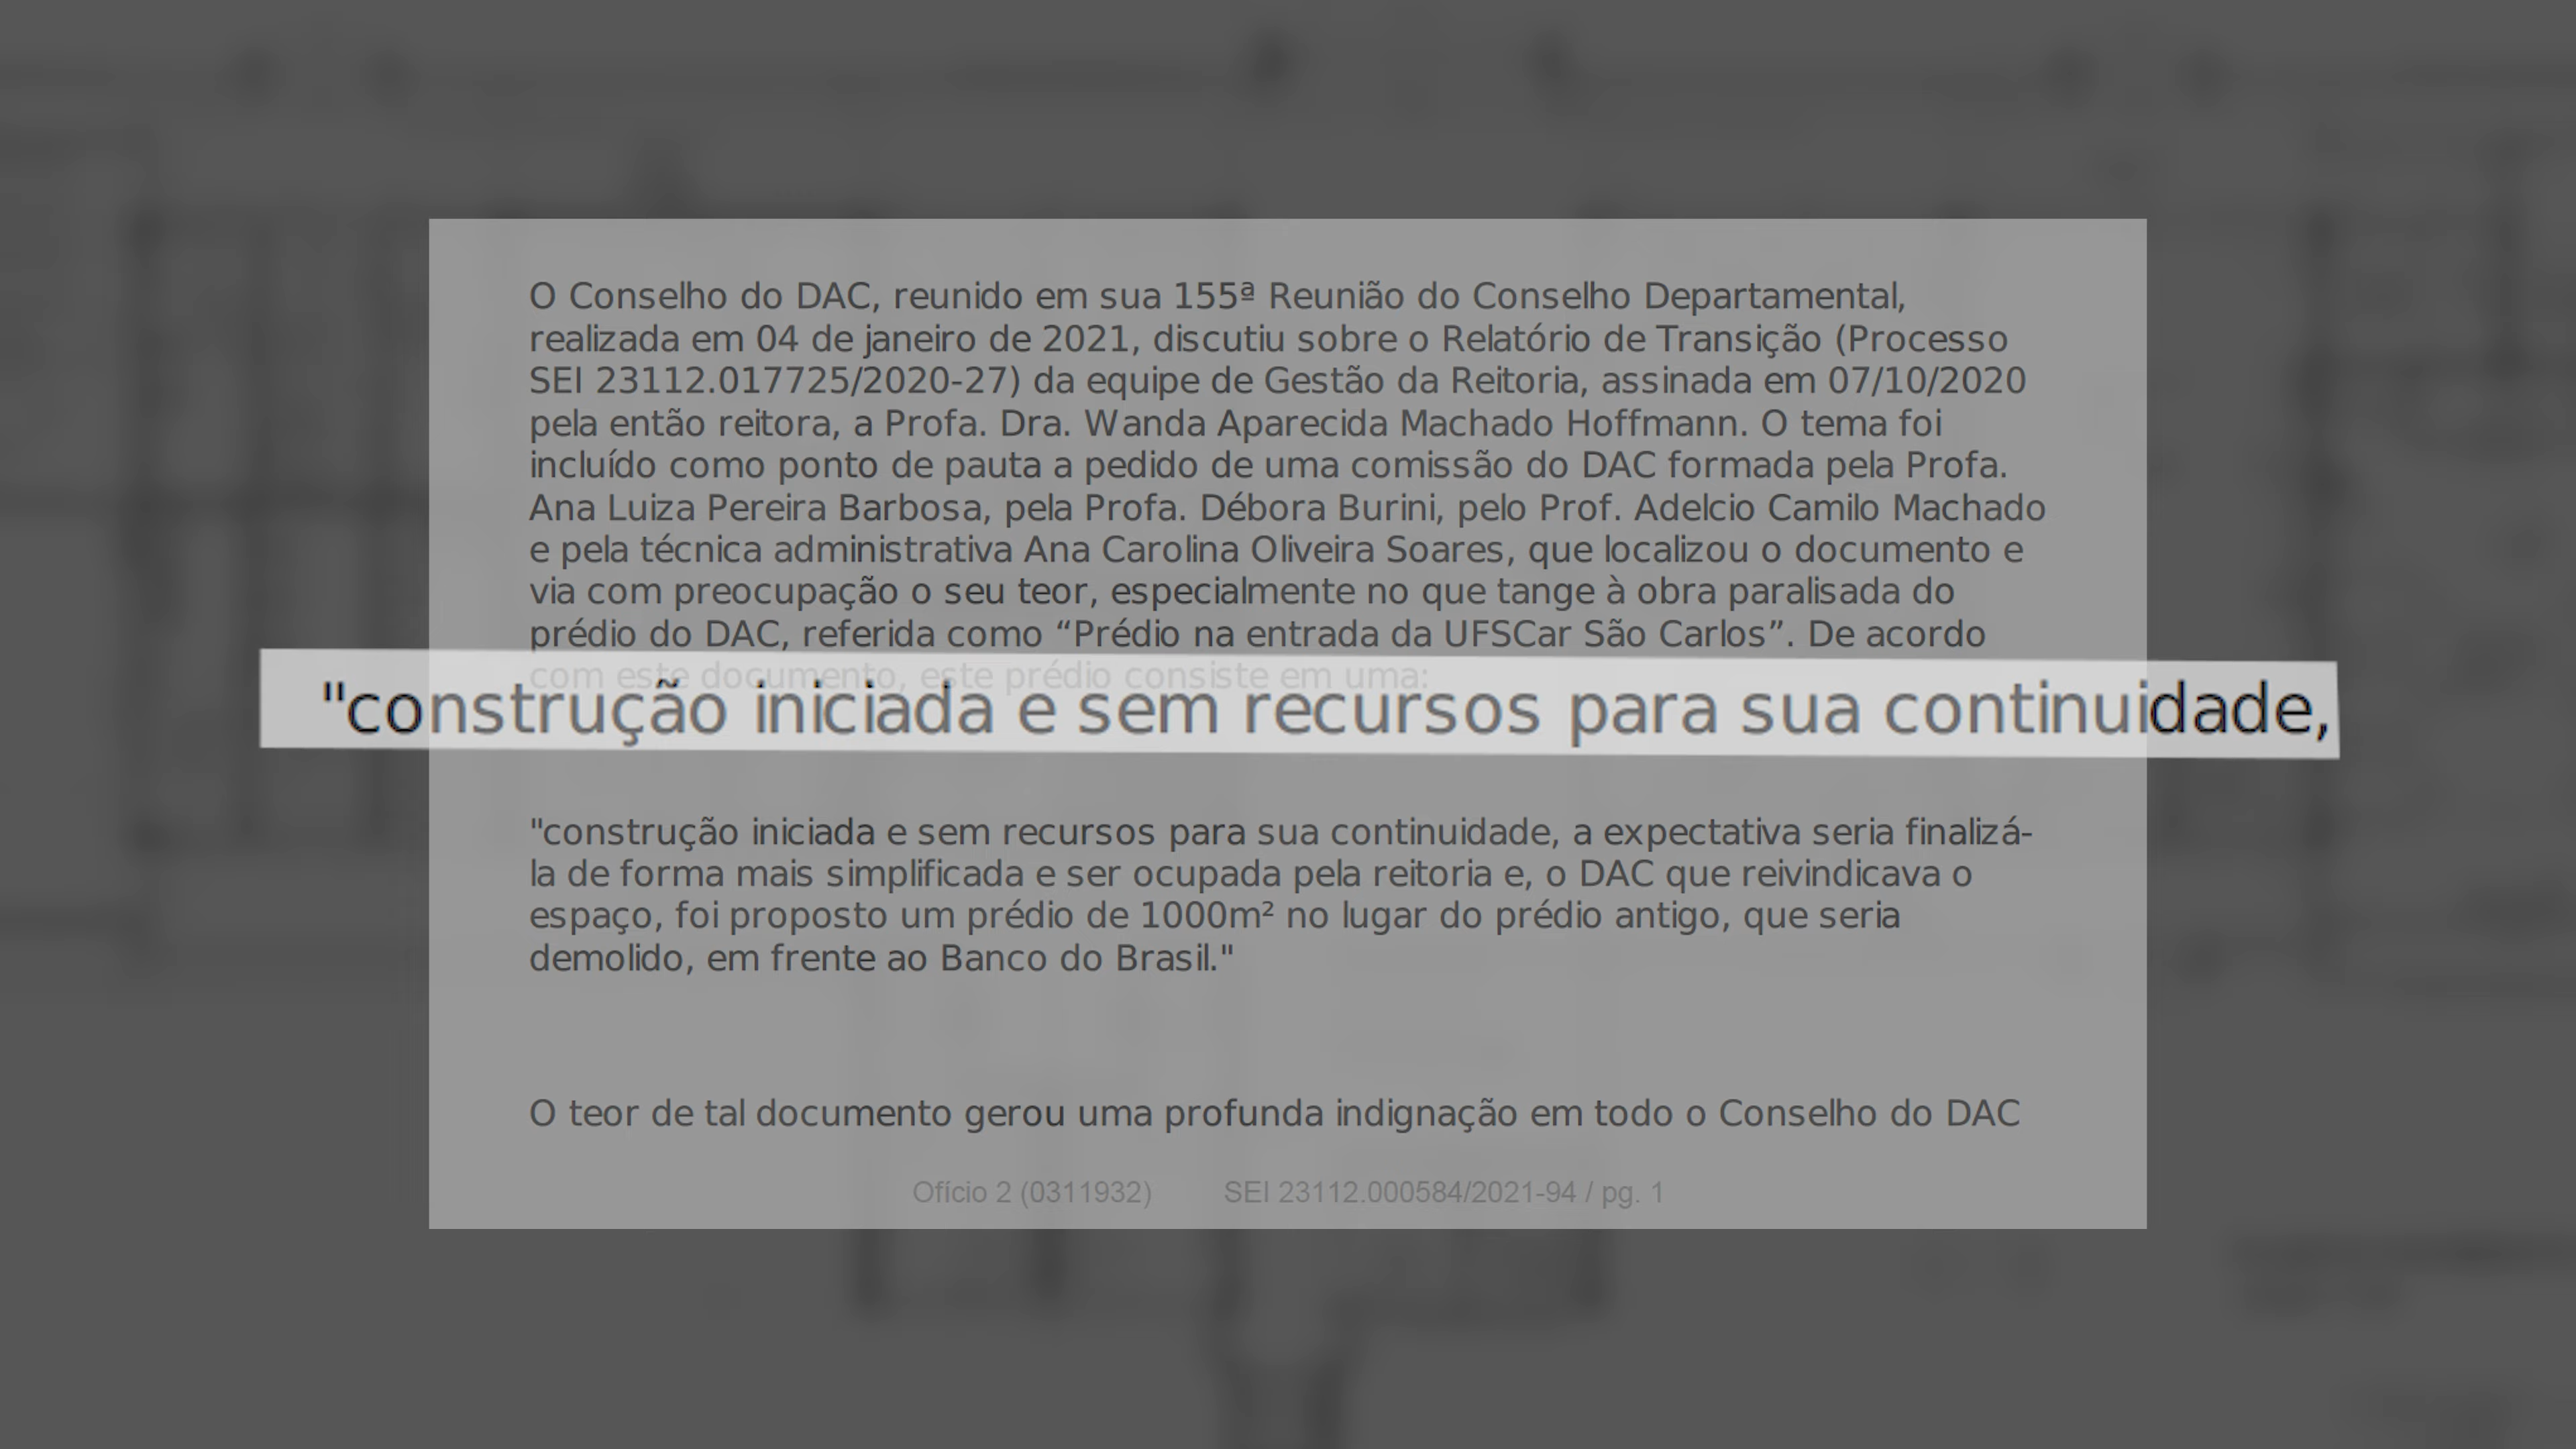 O Conselho do DAC, reunido em sua 155ª Reunião do Conselho Departamental,
realizada em 04 de janeiro de 2021, discutiu sobre o Relatório de Transição (Processo
SEI 23112.017725/2020-27) da equipe de Gestão da Reitoria, assinada em 07/10/2020
pela então reitora, a Profa. Dra. Wanda Aparecida Machado Hoffmann. O tema foi
incluído como ponto de pauta a pedido de uma comissão do DAC formada pela Profa.
Ana Luiza Pereira Barbosa, pela Profa. Débora Burini, pelo Prof. Adelcio Camilo Machado
e pela técnica administrativa Ana Carolina Oliveira Soares, que localizou o documento e
via com preocupação o seu teor, especialmente no que tange à obra paralisada do
prédio do DAC, referida como “Prédio na entrada da UFSCar São Carlos”. De acordo
com este documento, este prédio consiste em uma:
"construção iniciada e sem recursos para sua continuidade,
"construção iniciada e sem recursos para sua continuidade, a expectativa seria finalizá-
la de forma mais simplificada e ser ocupada pela reitoria e, o DAC que reivindicava o
espaço, foi proposto um prédio de 1000m² no lugar do prédio antigo, que seria
demolido, em frente ao Banco do Brasil."
O teor de tal documento gerou uma profunda indignação em todo o Conselho do DAC
Ofício 2 (0311932) SEI 23112.000584/2021-94 / pg. 1